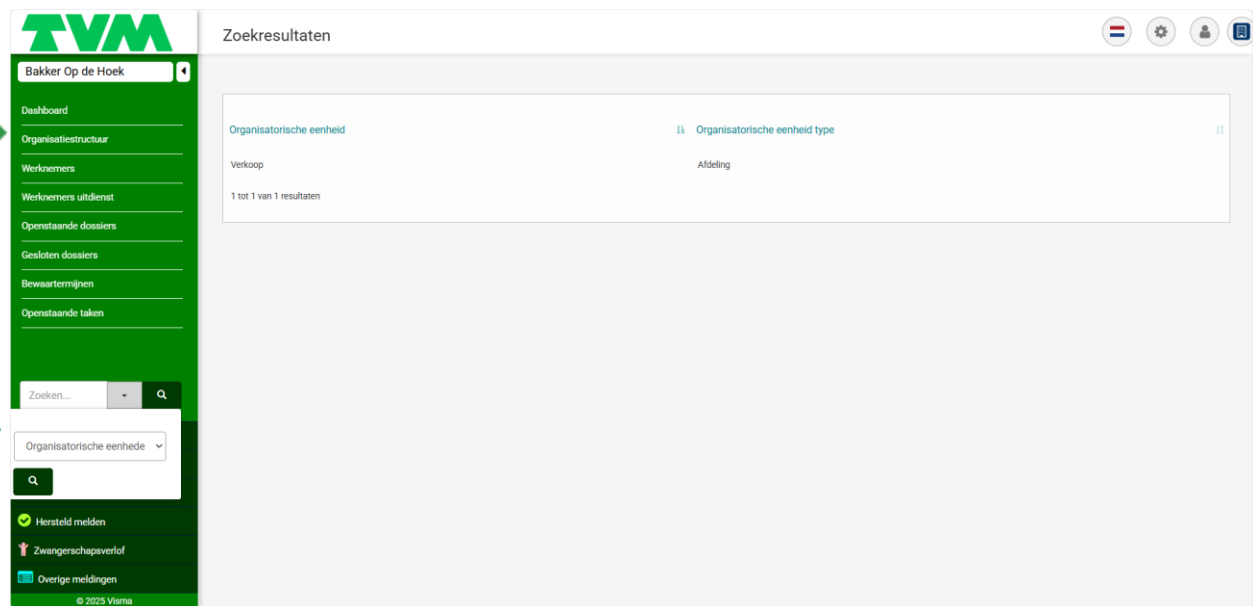 TVM
Zoekresultaten
Bakker Op de Hoek
Dashboard
Organisatiestructuur
Werknemers
Werknemers uitdienst
Openstaande dossiers
Gesloten dossiers
Bewaartermijnen
Openstaande taken
Zoeken...
Organisatorische eenhede
Hersteld melden
Zwangerschapsverlof
Overige meldingen
© 2025 Visma
Organisatorische eenheid Organisatorische eenheid type
Verkoop Afdeling
1 tot 1 van 1 resultaten